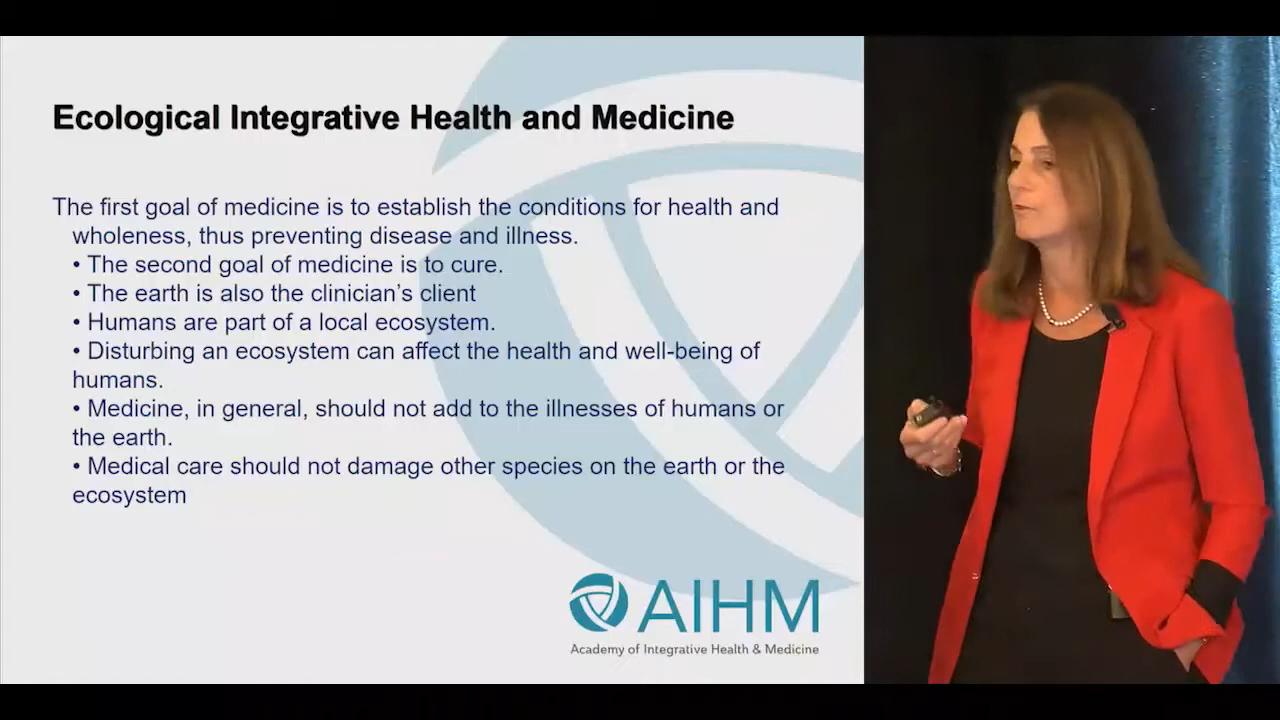 Ecological Integrative Health and Medicine
The first goal of medicine is to establish the conditions for health and
wholeness, thus preventing disease and illness.
• The second goal of medicine is to cure.
• The earth is also the clinician’s client
• Humans are part of a local ecosystem.
• Disturbing an ecosystem can affect the health and well-being of
humans.
• Medicine, in general, should not add to the illnesses of humans or
the earth.
• Medical care should not damage other species on the earth or the
ecosystem
AIHM
Academy of Integrative Health & Medicine